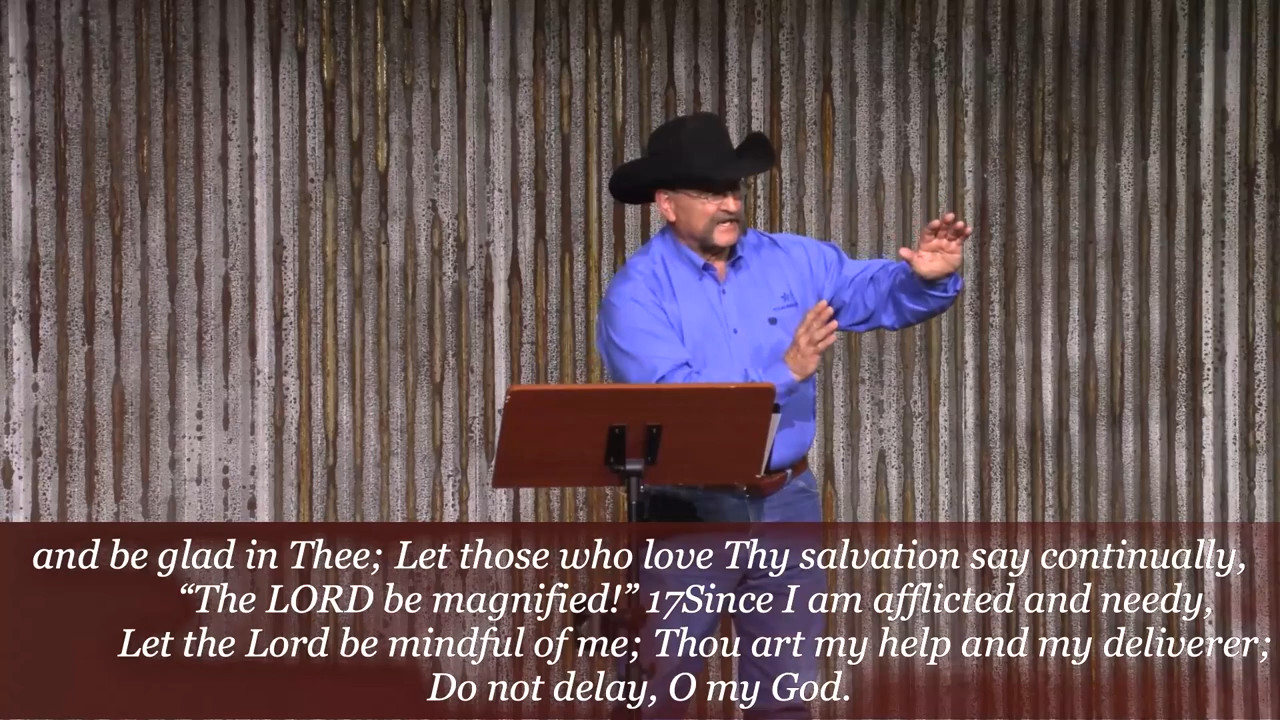 and be glad in Thee; Let those who love Thy salvation say continually,
“The LORD be magnified!” 17Since I am afflicted and needy,
Let the Lord be mindful of me; Thou art my help and my deliverer;
Do not delay, O my God.